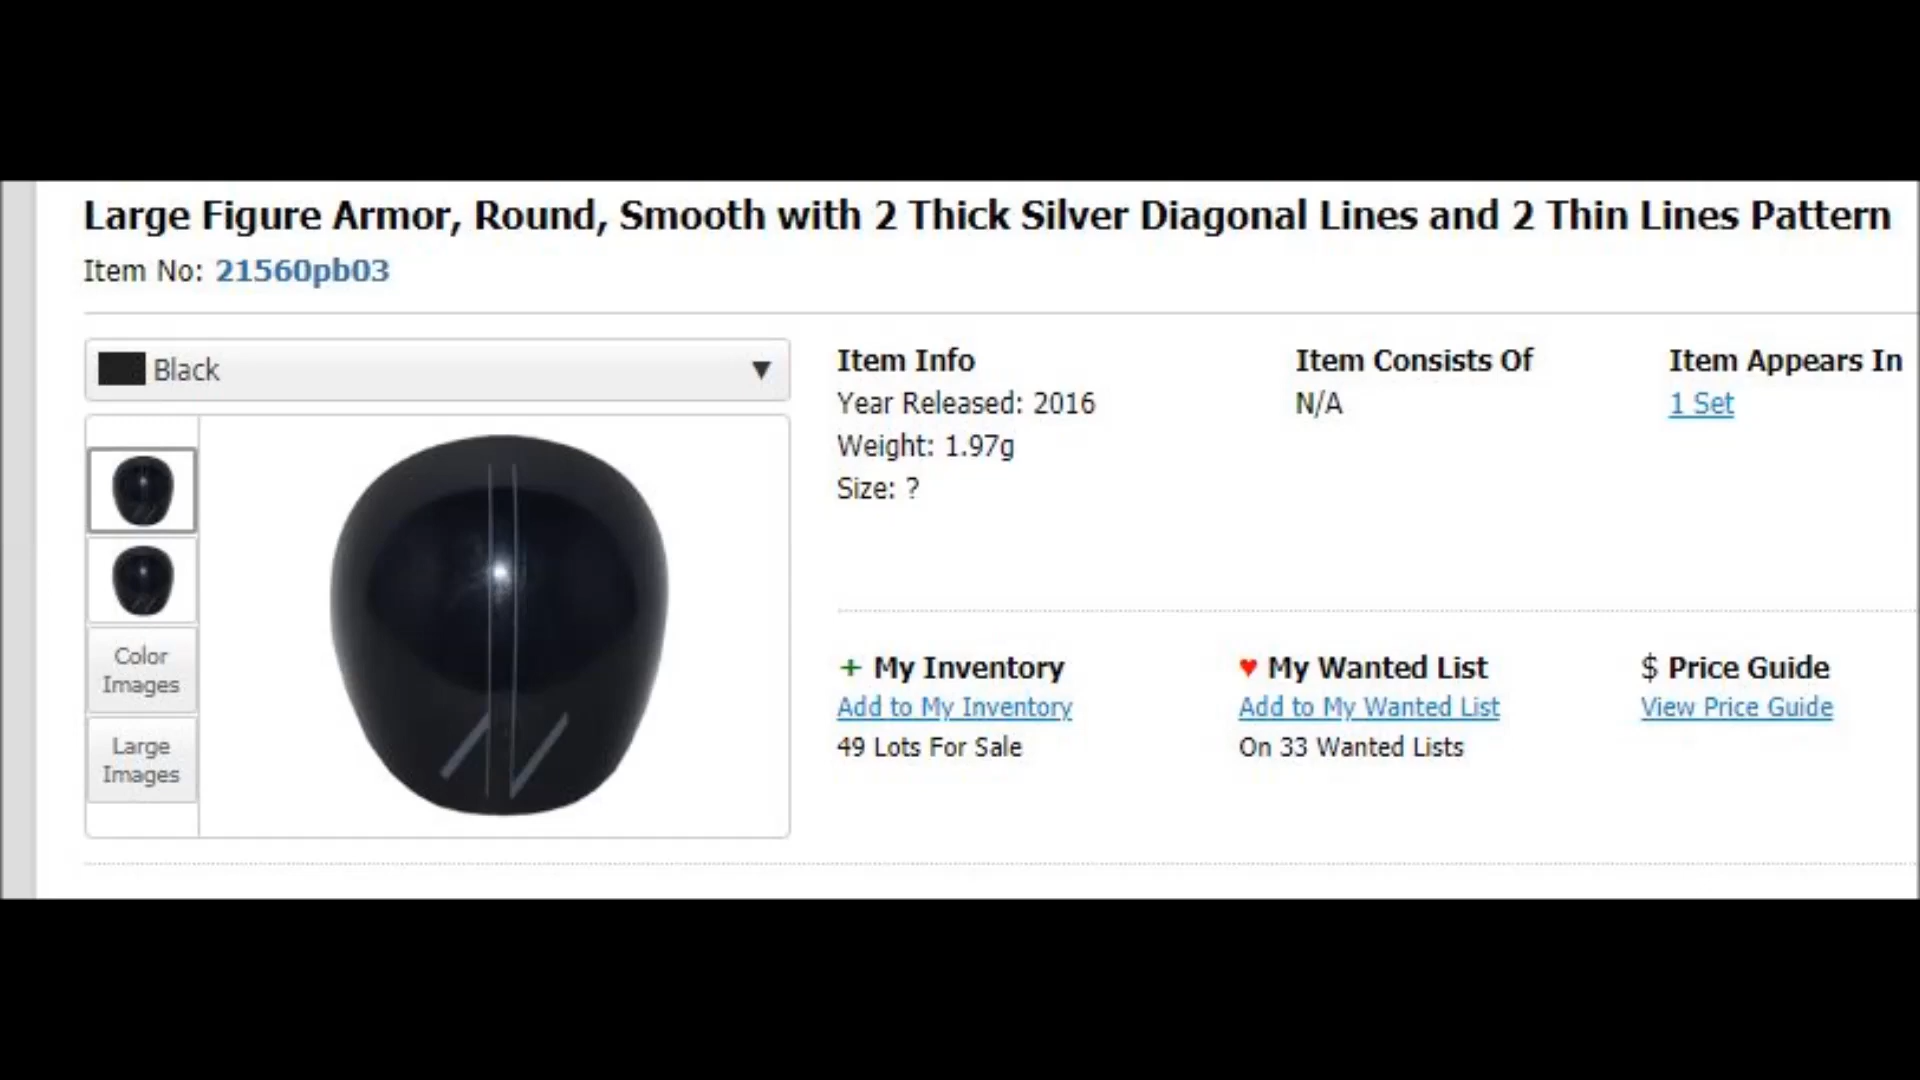 Large Figure Armor, Round, Smooth with 2 Thick Silver Diagonal Lines and 2 Thin Lines Pattern
Item No: 21560pb03
Black
Item Info
Year Released: 2016
Weight: 1.97g
Size: ?
Item Consists Of
N/A
Item Appears In
1 Set
Color
Images
Large
Images
+ My Inventory
Add to My Inventory
49 Lots For Sale
♥ My Wanted List
Add to My Wanted List
On 33 Wanted Lists
$ Price Guide
View Price Guide